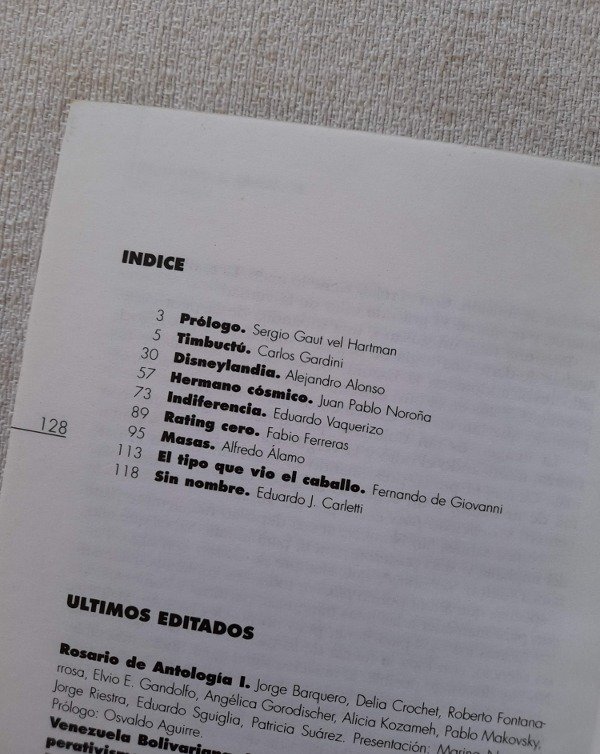 INDICE
3 Prólogo. Sergio Gaut vel Hartman
5 Timbuctú. Carlos Gardini
30 Disneylandia. Alejandro Alonso
57 Hermano cósmico. Juan Pablo Noroña
73 Indiferencia. Eduardo Vaquerizo
89 Rating cero. Fabio Ferreras
95 Masas. Alfredo Álamo
113 El tipo que vio el caballo. Fernando de Giovanni
118 Sin nombre. Eduardo J. Carletti
128
ULTIMOS EDITADOS
Rosario de Antología I. Jorge Barquero, Delia Crochet, Roberto Fontana-
rrosa, Elvio E. Gandolfo, Angélica Gorodischer, Alicia Kozameh, Pablo Makovsky,
Jorge Riestra, Eduardo Sguiglia, Patricia Suárez. Presentación,
Prólogo: Osvaldo Aguirre.
Venezuela Bolivarian